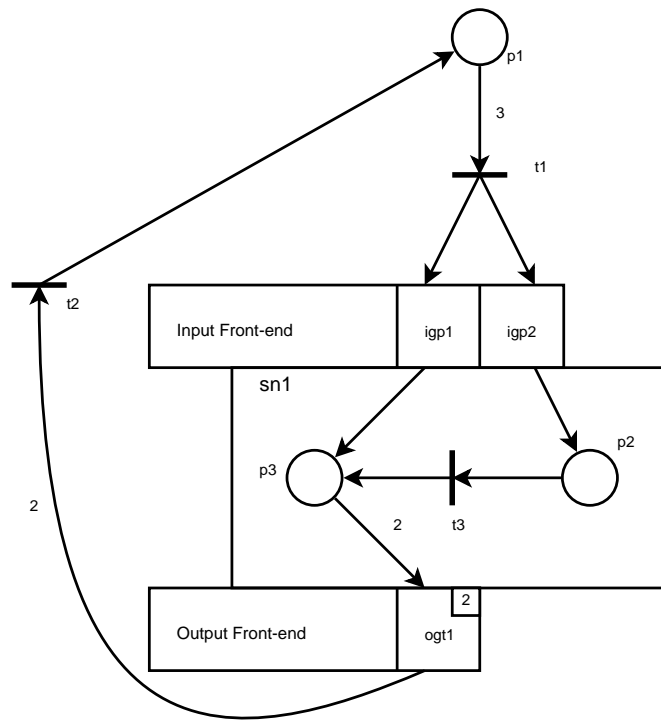 p1
3
t1
t2
Input Front-end
igp1
igp2
sn1
p2
p3
t3
2
2
2
Output Front-end
ogt1